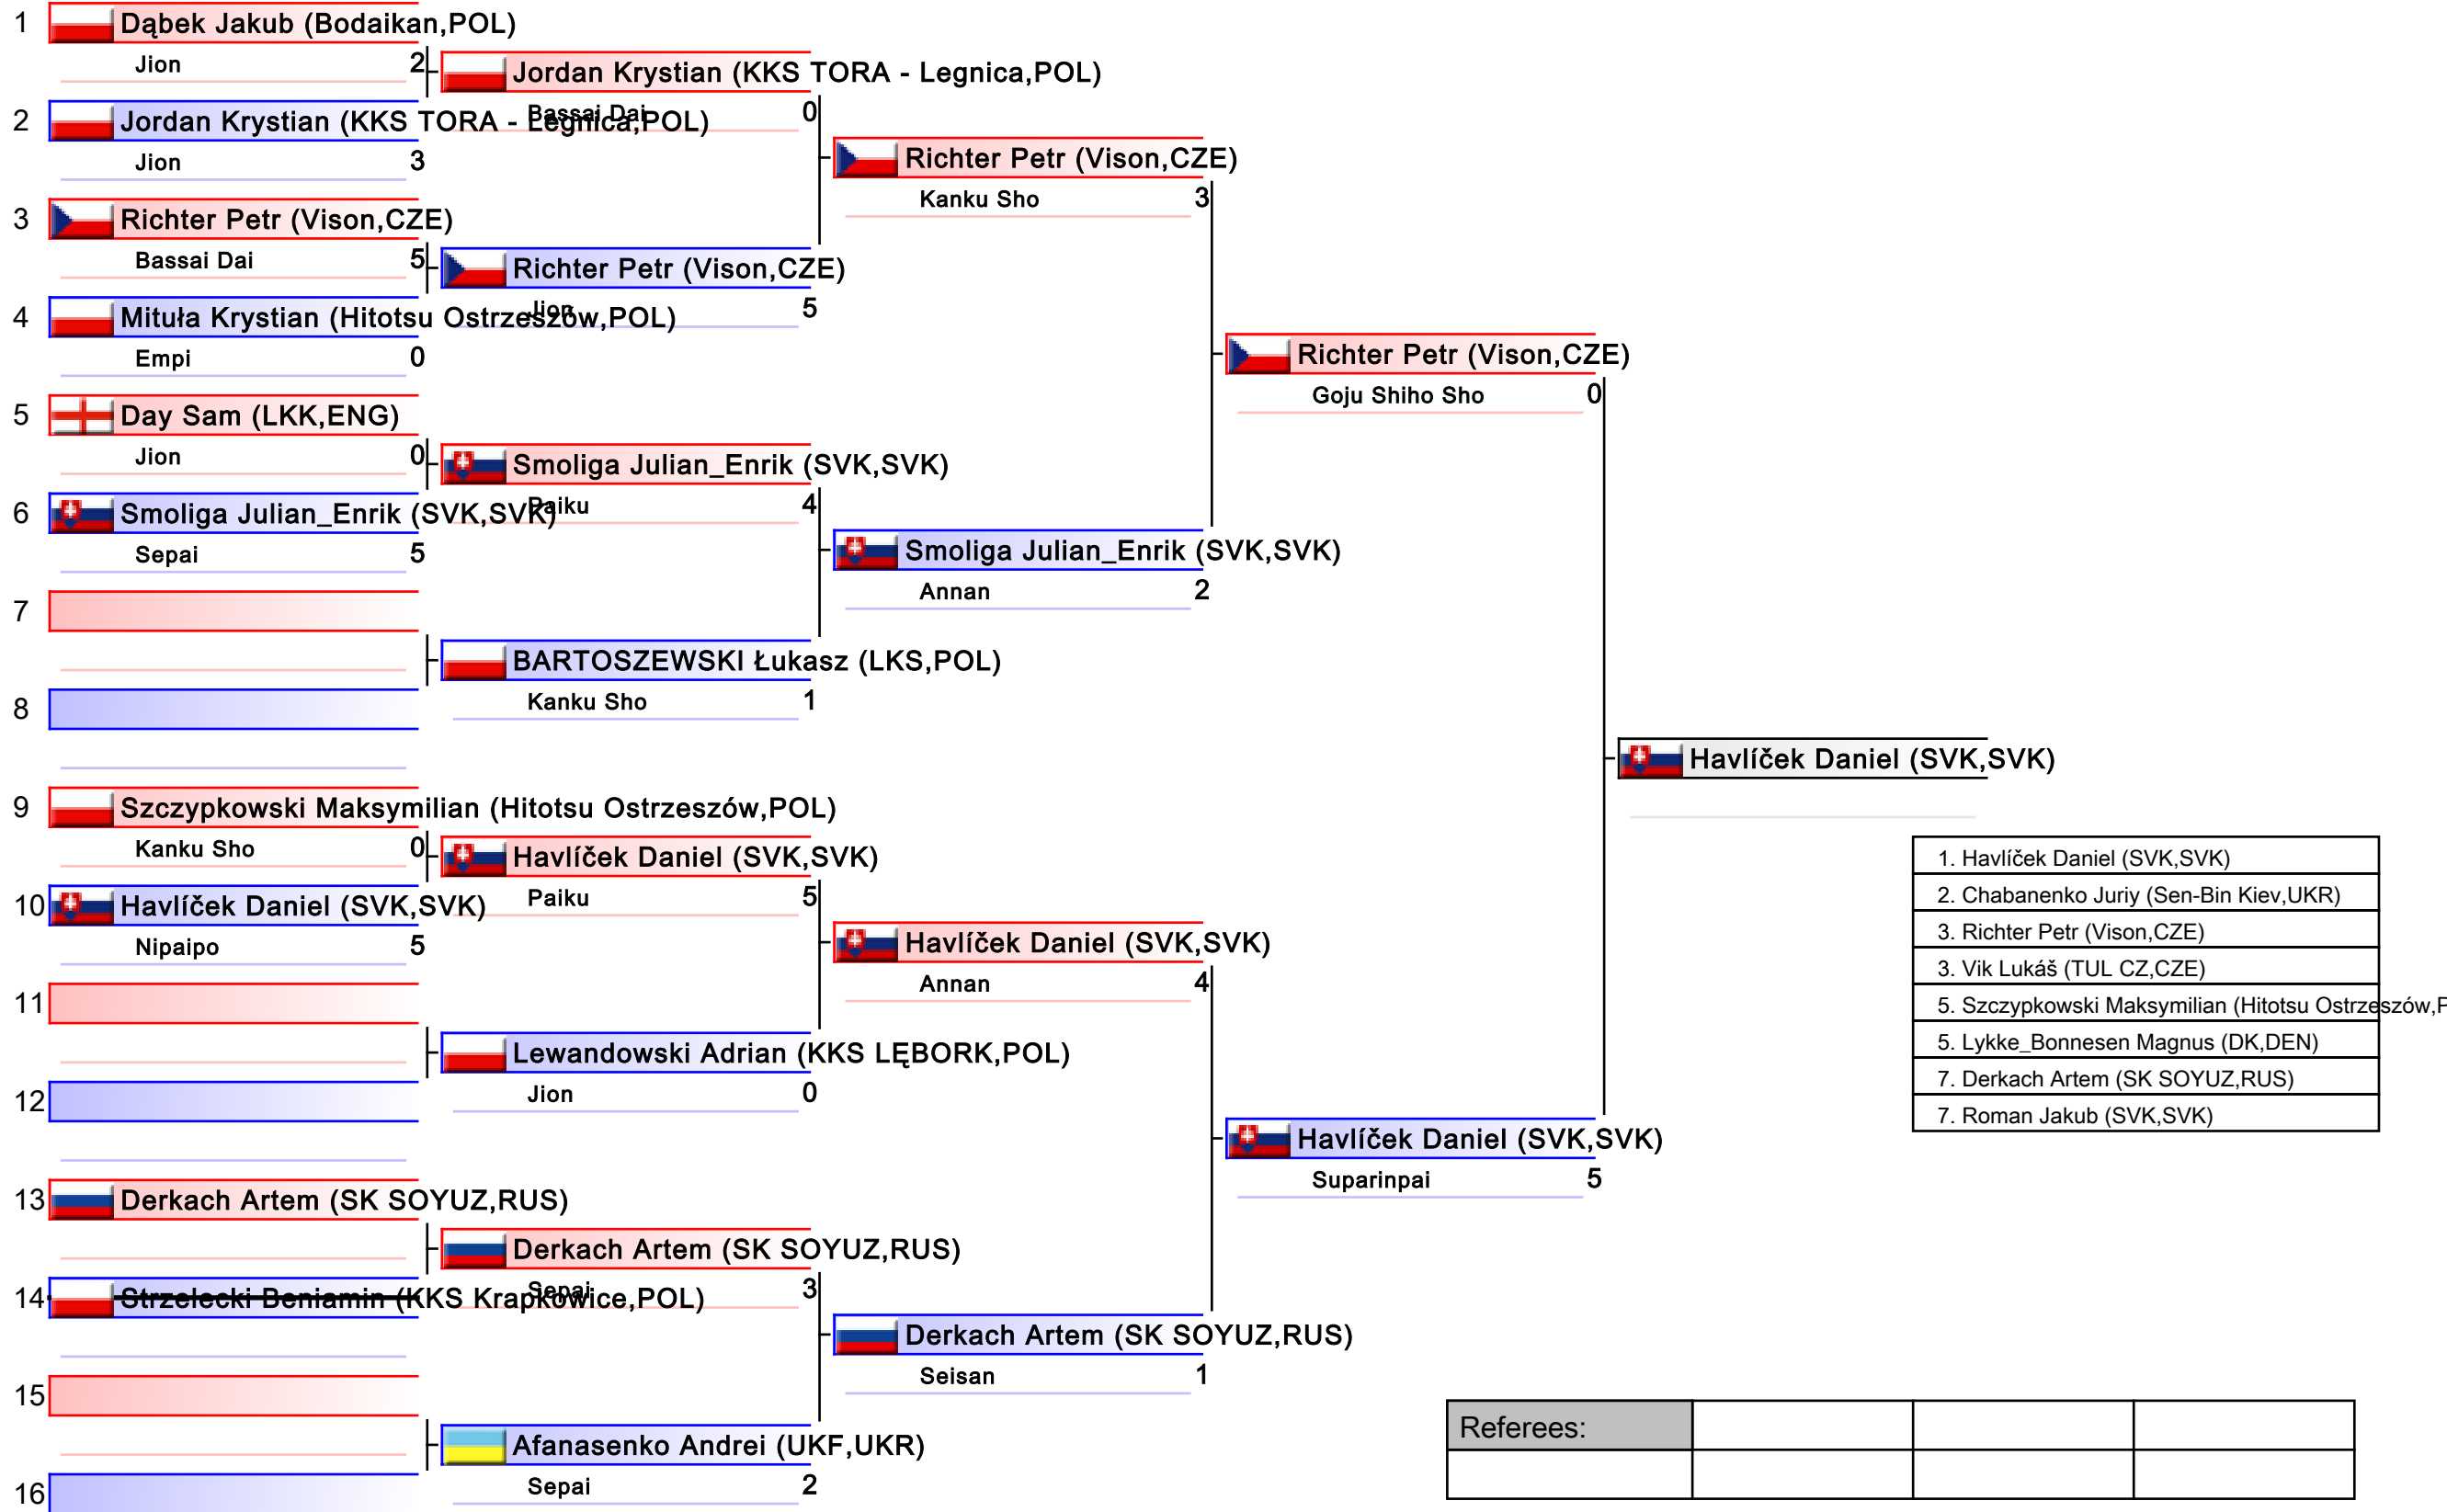 1 Dąbek Jakub (Bodaikan,POL)
Jion 2
2 Jordan Krystian (KKS TORA - Legnica,POL)
Jion 3
3 Richter Petr (Vison,CZE)
Bassai Dai 5
4 Mituła Krystian (Hitotsu Ostrzeszów,POL)
Empi 0
5 Day Sam (LKK,ENG)
Jion 0
6 Smoliga Julian_Enrik (SVK,SVK)
Sepai 5
7
8
9 Szczypkowski Maksymilian (Hitotsu Ostrzeszów,POL)
Kanku Sho 0
10 Havlíček Daniel (SVK,SVK)
Nipaipo 5
11
12
13 Derkach Artem (SK SOYUZ,RUS)
14 Strzelecki Beniamin (KKS Krapkowice,POL)
15
16
Jordan Krystian (KKS TORA - Legnica,POL)
Bassai Dai 0
Richter Petr (Vison,CZE)
Jion 5
Smoliga Julian_Enrik (SVK,SVK)
Paiku 4
BARTOSZEWSKI Łukasz (LKS,POL)
Kanku Sho 1
Havlíček Daniel (SVK,SVK)
Paiku 5
Lewandowski Adrian (KKS LĘBORK,POL)
Jion 0
Derkach Artem (SK SOYUZ,RUS)
Sepai 3
Afanasenko Andrei (UKF,UKR)
Sepai 2
Richter Petr (Vison,CZE)
Kanku Sho 3
Smoliga Julian_Enrik (SVK,SVK)
Annan 2
Havlíček Daniel (SVK,SVK)
Annan 4
Derkach Artem (SK SOYUZ,RUS)
Seisan 1
Richter Petr (Vison,CZE)
Goju Shiho Sho 0
Havlíček Daniel (SVK,SVK)
Suparinpai 5
Havlíček Daniel (SVK,SVK)
1. Havlíček Daniel (SVK,SVK)
2. Chabanenko Juriy (Sen-Bin Kiev,UKR)
3. Richter Petr (Vison,CZE)
3. Vik Lukáš (TUL CZ,CZE)
5. Szczypkowski Maksymilian (Hitotsu Ostrzeszów,P
5. Lykke_Bonnesen Magnus (DK,DEN)
7. Derkach Artem (SK SOYUZ,RUS)
7. Roman Jakub (SVK,SVK)
Referees: